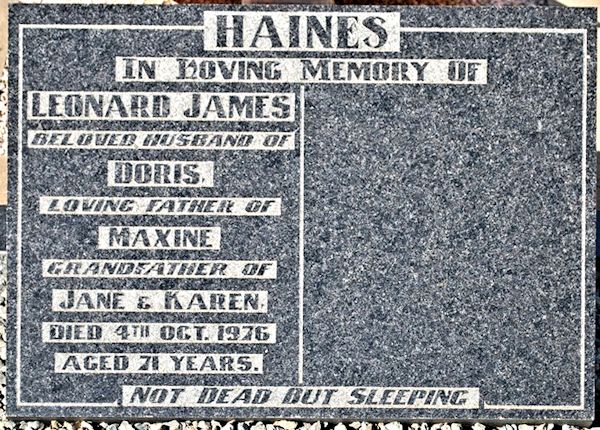 HAINES
IN LOVING MEMORY OF
LEONARD JAMES
BELOVED HUSBAND OF
DORIS.
LOVING FATHER OF
MAXINE
GRANDFATHER OF
JANE & KAREN.
DIED 4TH OCT. 1976
AGED 71 YEARS.
NOT DEAD BUT SLEEPING